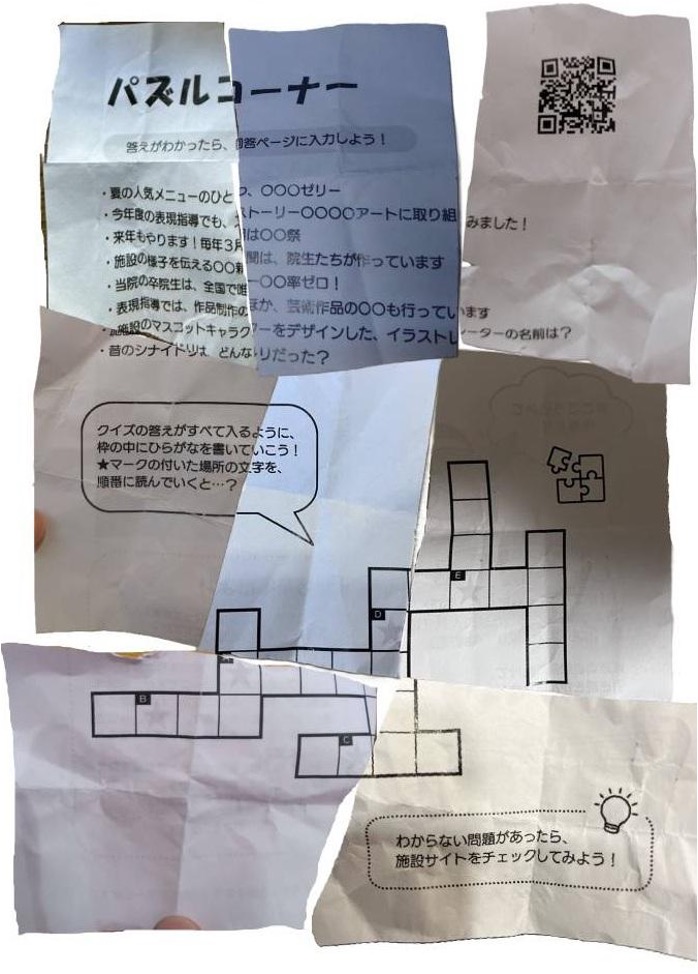 パズルコーナー
答えがわかったら、回答ページに入力しよう！
・夏の人気メニューのひとつ、〇〇〇ゼリー
・今年度の表現指導でも、ストーリー〇〇〇〇アートに取り組みました！
・来年もやります！毎年3月は〇〇祭
・施設の様子を伝える〇〇新聞は、院生たちが作っています
・当院の卒院生は、全国で唯一〇〇率ゼロ！
・表現指導では、作品制作のほか、芸術作品の〇〇も行っています
・施設のマスコットキャラクターをデザインした、イラストレーターの名前は？
・昔のシナイドリは、どんなリだった？
クイズの答えがすべて入るように、
枠の中にひらがなを書いていこう！
★マークの付いた場所の文字を、
順番に読んでいくと…？
E
D
B
C
わからない問題があったら、
施設サイトをチェックしてみよう！